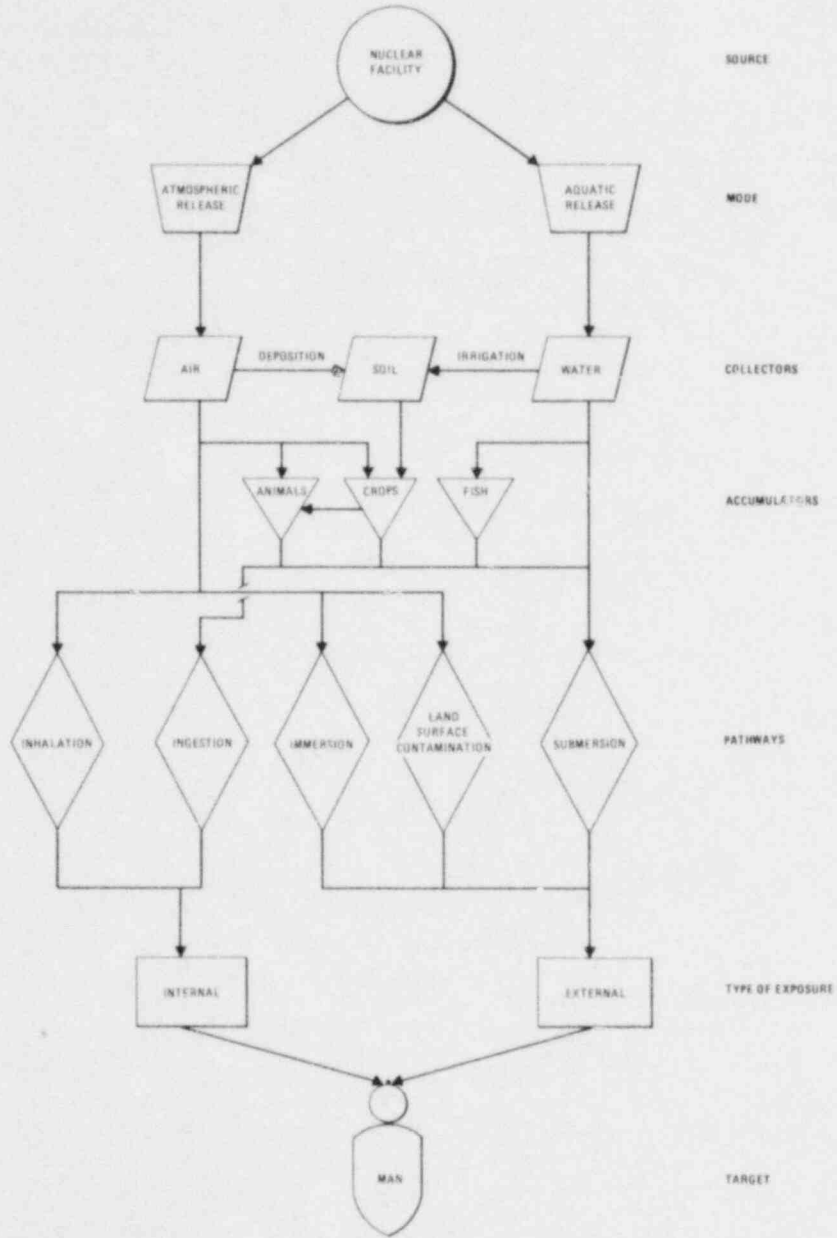 NUCLEAR
FACILITY
SOURCE
ATMOSPHERIC
RELEASE
AQUATIC
RELEASE
MODE
AIR
DEPOSITION
SOIL
IRRIGATION
WATER
COLLECTORS
ANIMALS
CROPS
FISH
ACCUMULATORS
INHALATION
INGESTION
IMMERSION
LAND
SURFACE
CONTAMINATION
SUBMERSION
PATHWAYS
INTERNAL
EXTERNAL
TYPE OF EXPOSURE
MAN
TARGET